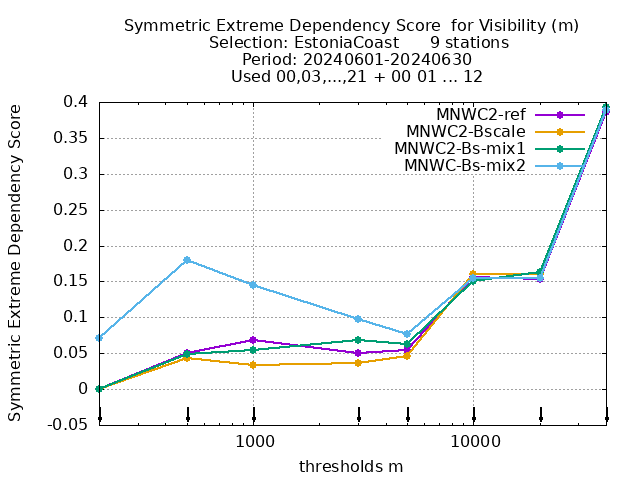 Symmetric Extreme Dependency Score  for Visibility (m)
Selection: EstoniaCoast      9 stations
Period: 20240601-20240630
Used 00,03,...,21 + 00 01 ... 12
Symmetric Extreme Dependency Score
0.4
0.35
0.3
0.25
0.2
0.15
0.1
0.05
0
-0.05
MNWC2-ref
MNWC2-Bscale
MNWC2-Bs-mix1
MNWC-Bs-mix2
1000
10000
thresholds m